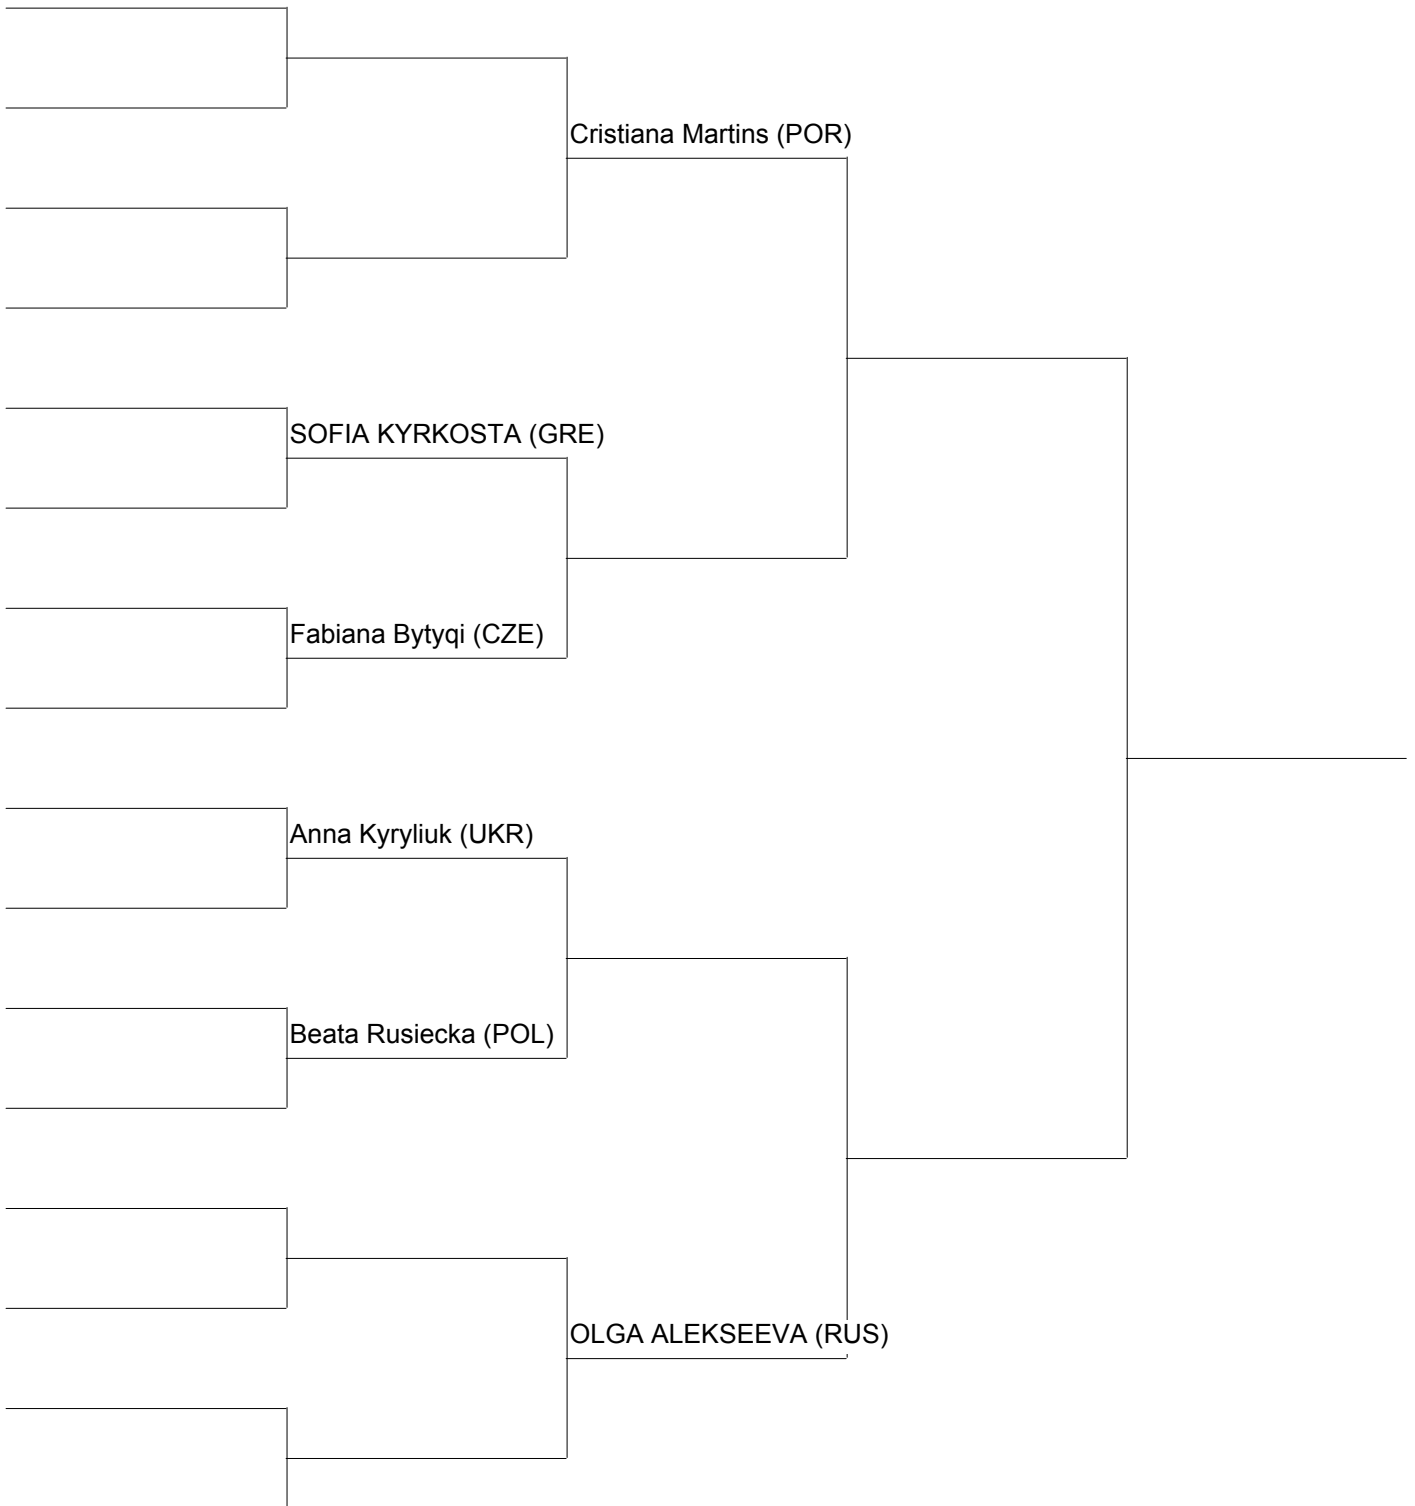 Cristiana Martins (POR)
SOFIA KYRKOSTA (GRE)
Fabiana Bytyqi (CZE)
Anna Kyryliuk (UKR)
Beata Rusiecka (POL)
OLGA ALEKSEEVA (RUS)